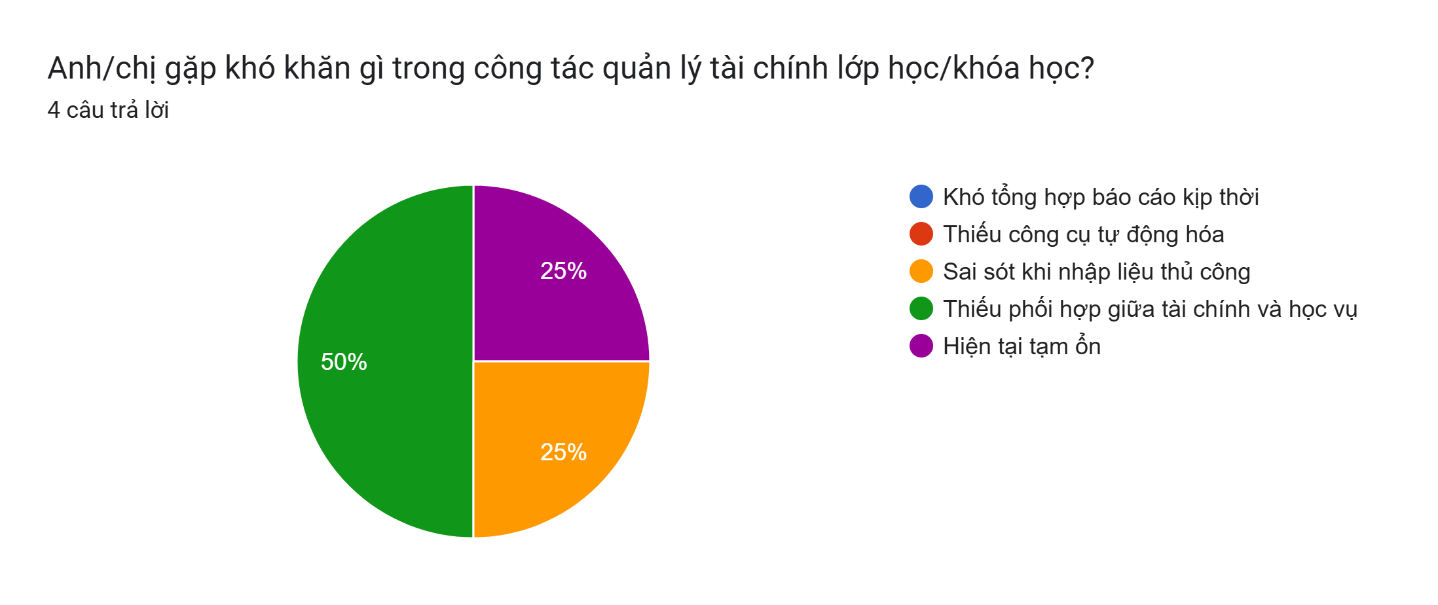 Anh/chị gặp khó khăn gì trong công tác quản lý tài chính lớp học/khóa học?
4 câu trả lời
25%
50%
25%
Khó tổng hợp báo cáo kịp thời
Thiếu công cụ tự động hóa
Sai sót khi nhập liệu thủ công
Thiếu phối hợp giữa tài chính và học vụ
Hiện tại tạm ổn